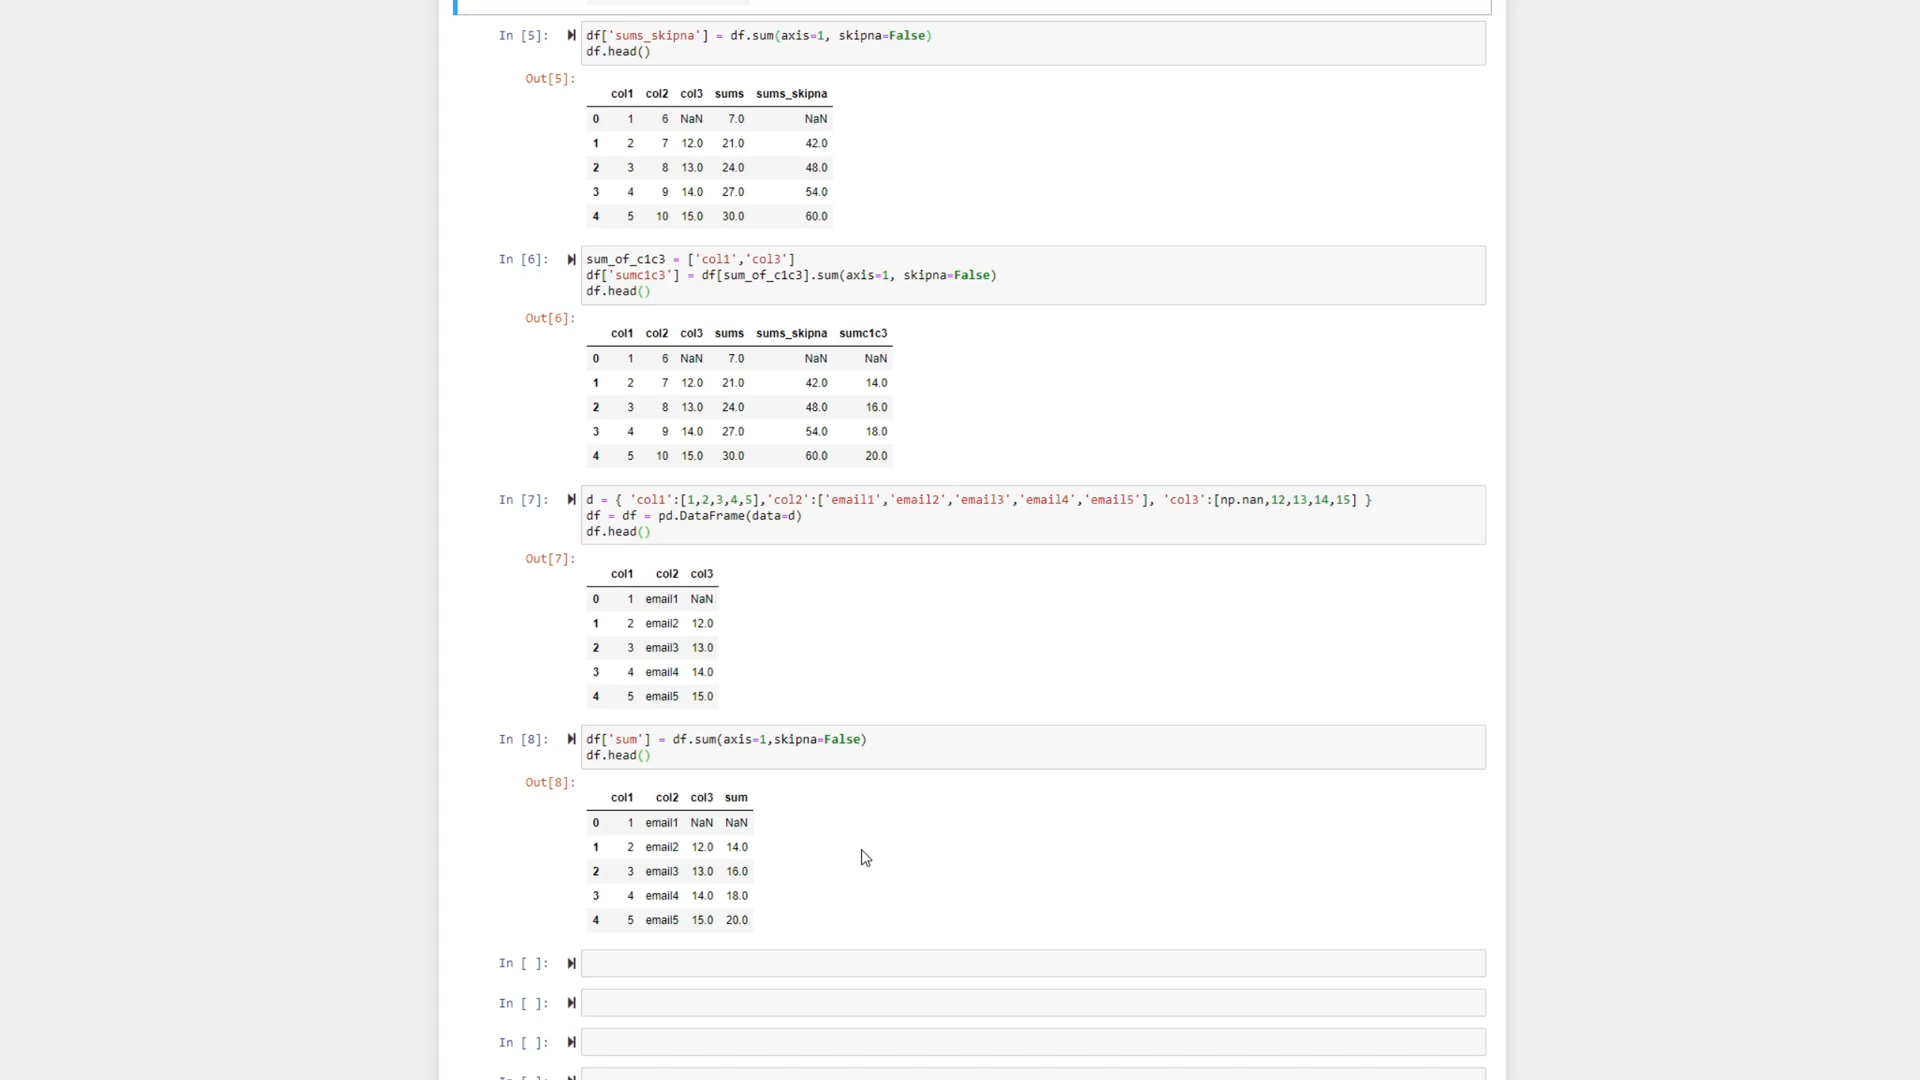 In [5]: df['sums_skipna'] = df.sum(axis=1, skipna=False)
df.head()
Out[5]:
col1 col2 col3 sums sums_skipna
0 1 6 NaN 7.0 NaN
1 2 7 12.0 21.0 42.0
2 3 8 13.0 24.0 48.0
3 4 9 14.0 27.0 54.0
4 5 10 15.0 30.0 60.0
In [6]: sum_of_c1c3 = ['col1','col3']
df['sumc1c3'] = df[sum_of_c1c3].sum(axis=1, skipna=False)
df.head()
Out[6]:
col1 col2 col3 sums sums_skipna sumc1c3
0 1 6 NaN 7.0 NaN NaN
1 2 7 12.0 21.0 42.0 14.0
2 3 8 13.0 24.0 48.0 16.0
3 4 9 14.0 27.0 54.0 18.0
4 5 10 15.0 30.0 60.0 20.0
In [7]: d = { 'col1':[1,2,3,4,5],'col2':['email1','email2','email3','email4','email5'], 'col3':[np.nan,12,13,14,15] }
df = df = pd.DataFrame(data=d)
df.head()
Out[7]:
col1 col2 col3
0 1 email1 NaN
1 2 email2 12.0
2 3 email3 13.0
3 4 email4 14.0
4 5 email5 15.0
In [8]: df['sum'] = df.sum(axis=1,skipna=False)
df.head()
Out[8]:
col1 col2 col3 sum
0 1 email1 NaN NaN
1 2 email2 12.0 14.0
2 3 email3 13.0 16.0
3 4 email4 14.0 18.0
4 5 email5 15.0 20.0
In [ ]:
In [ ]:
In [ ]: